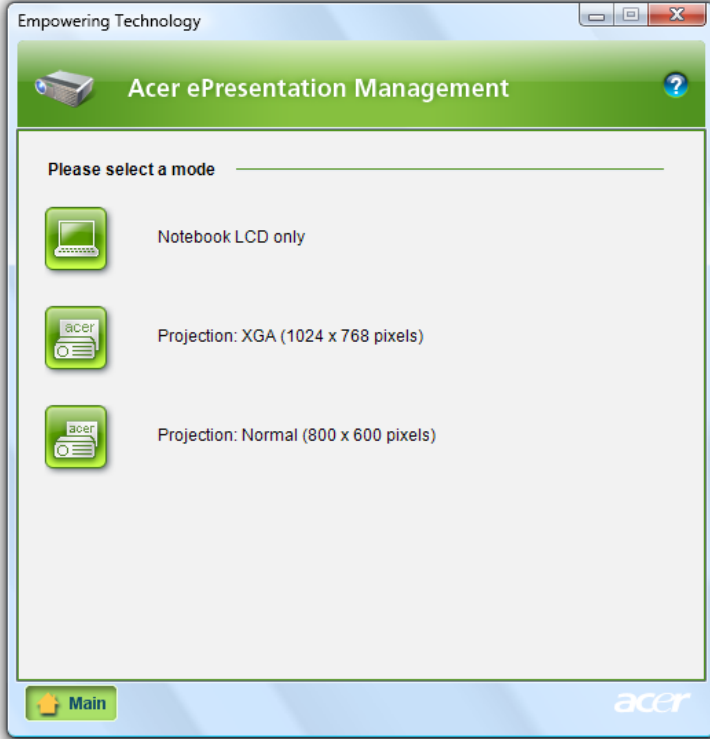 Empowering Technology
Acer ePresentation Management
?
Please select a mode
Notebook LCD only
acer
Projection: XGA (1024 x 768 pixels)
acer
Projection: Normal (800 x 600 pixels)
Main
acer